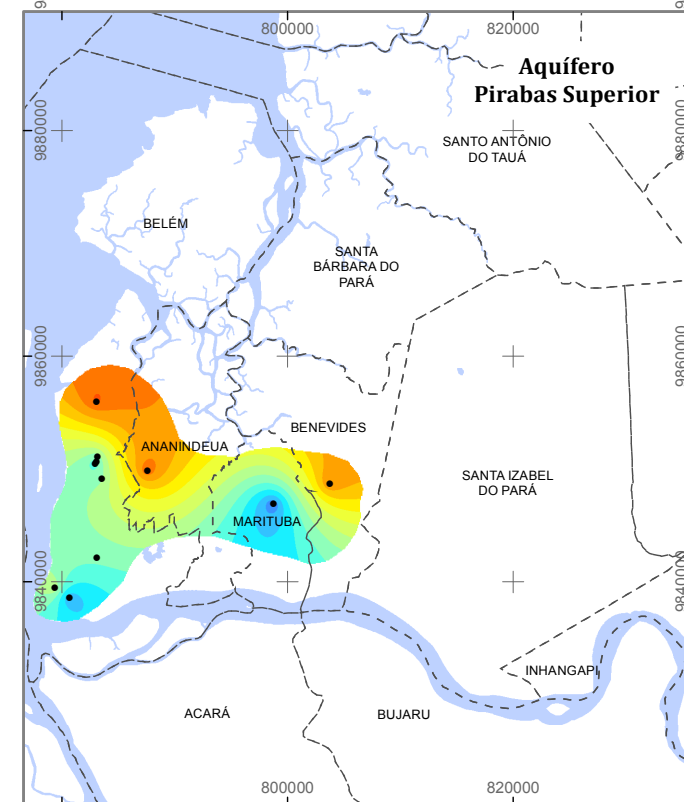 800000
820000
Aquífero
Pirabas Superior
9880000
9880000
SANTO ANTÔNIO
DO TAUÁ
BELÉM
SANTA
BÁRBARA DO
PARÁ
9860000
9860000
BENEVIDES
ANANINDEUA
SANTA IZABEL
DO PARÁ
MARITUBA
9840000
9840000
INHANGAPI
ACARÁ
BUJARU
800000
820000